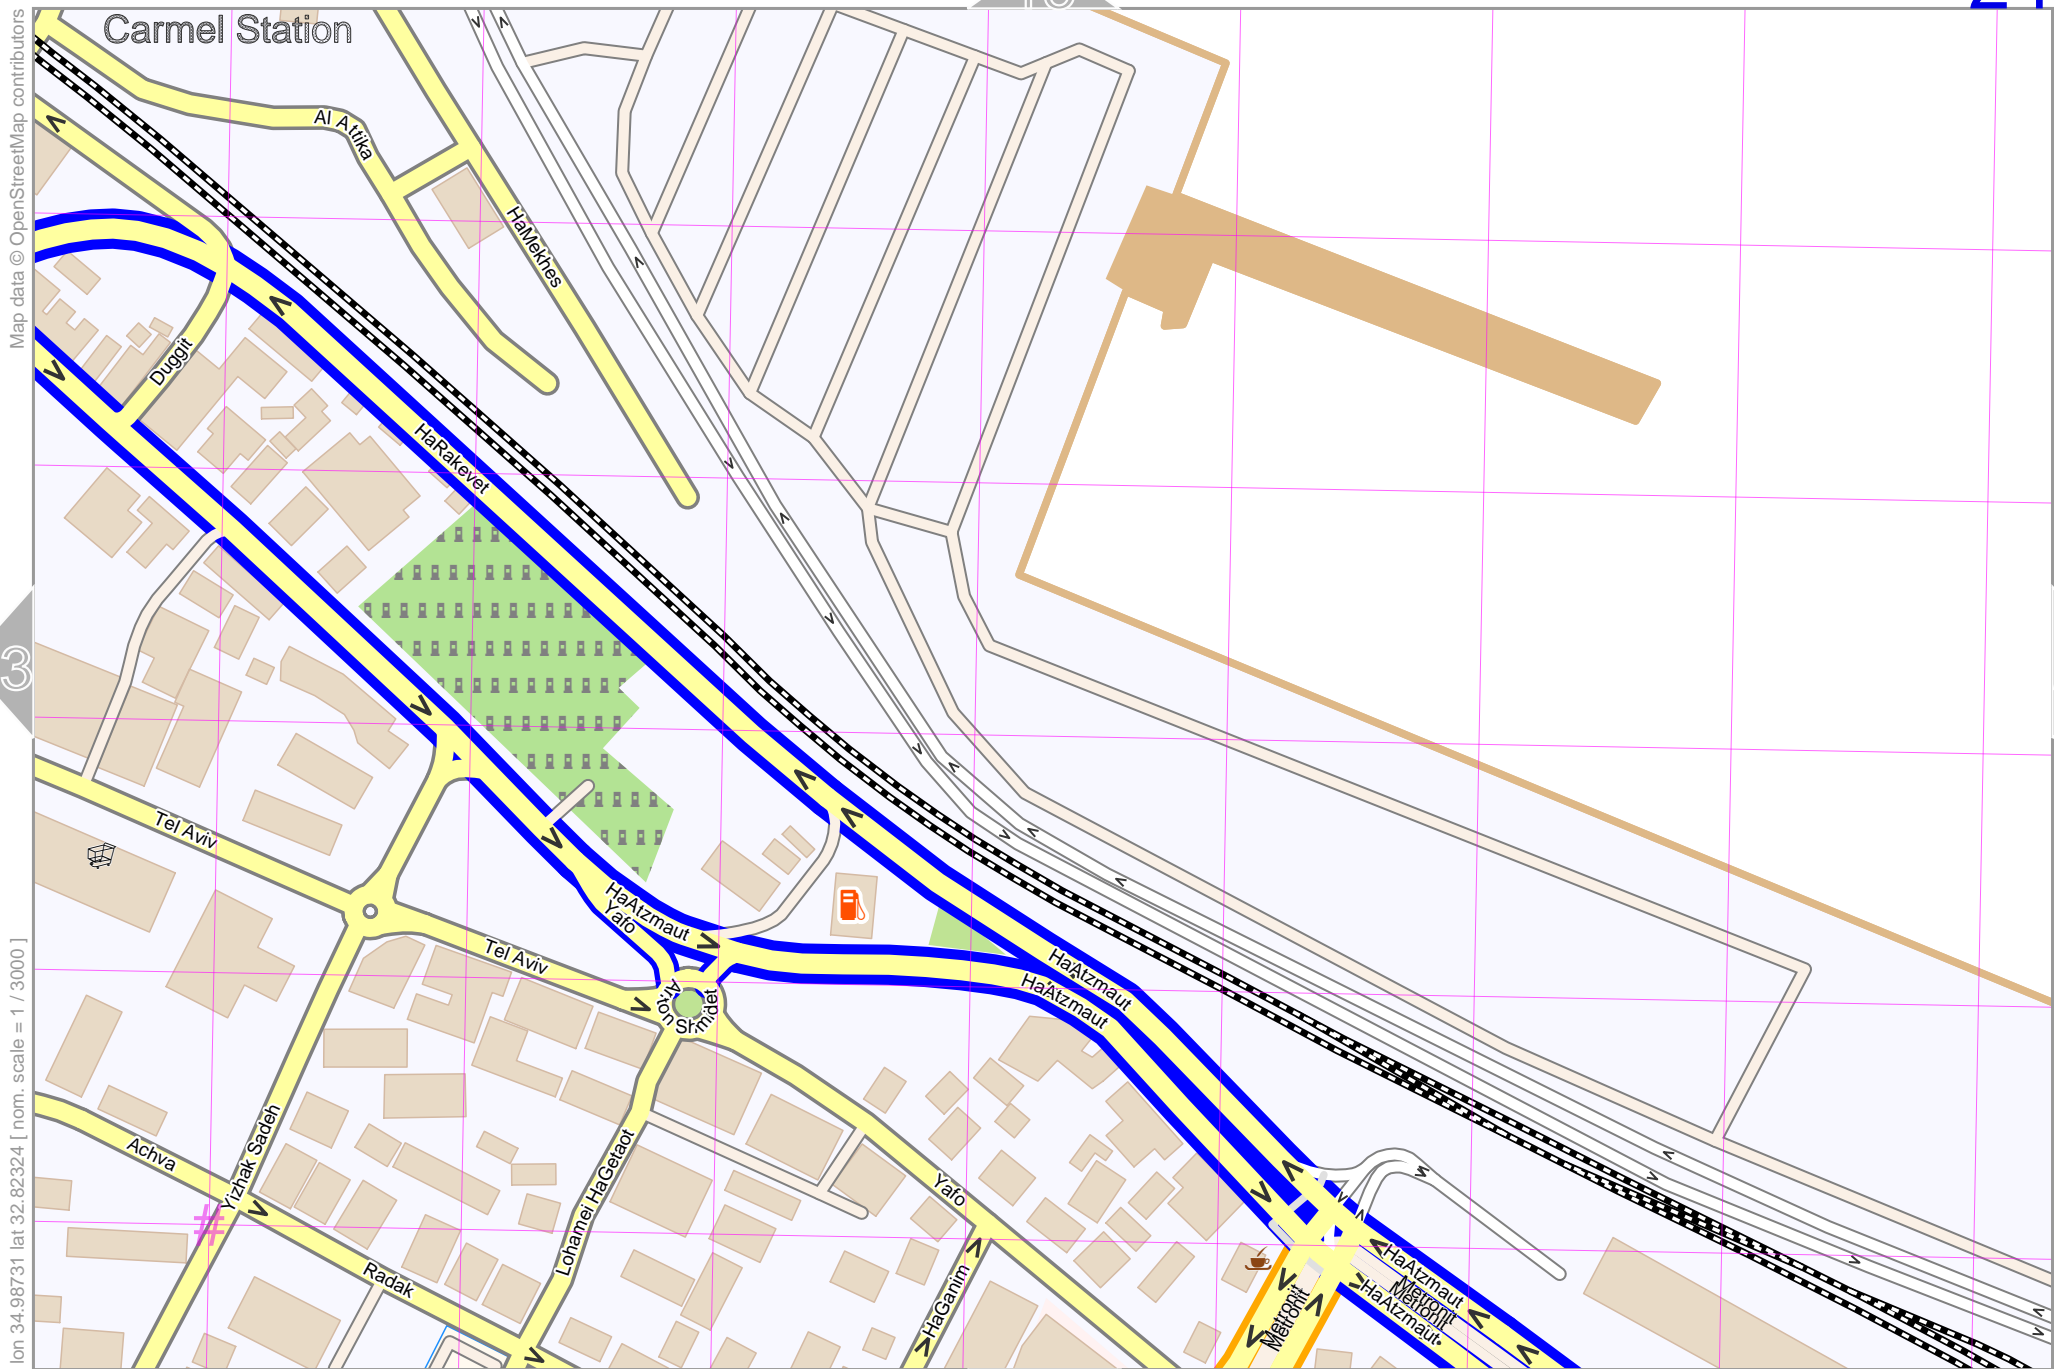 Carmel Station
Map data © OpenStreetMap contributors
Al Attika
HaMekhes
Duggit
HaRakevet
3
Tel Aviv
HaAtzmaut
Yafo
Tel Aviv
HaAtzmaut
HaAtzmaut
Shmidet
Achva
Yizhak Sadeh
Lohamei HaGetaot
Yafo
Radak
HaGanim
Metronit
Metronit
HaAtzmaut
Metronit
Metronit
HaAtzmaut
lon 34.98731 lat 32.82324 [ nom. scale = 1 / 3000 ]